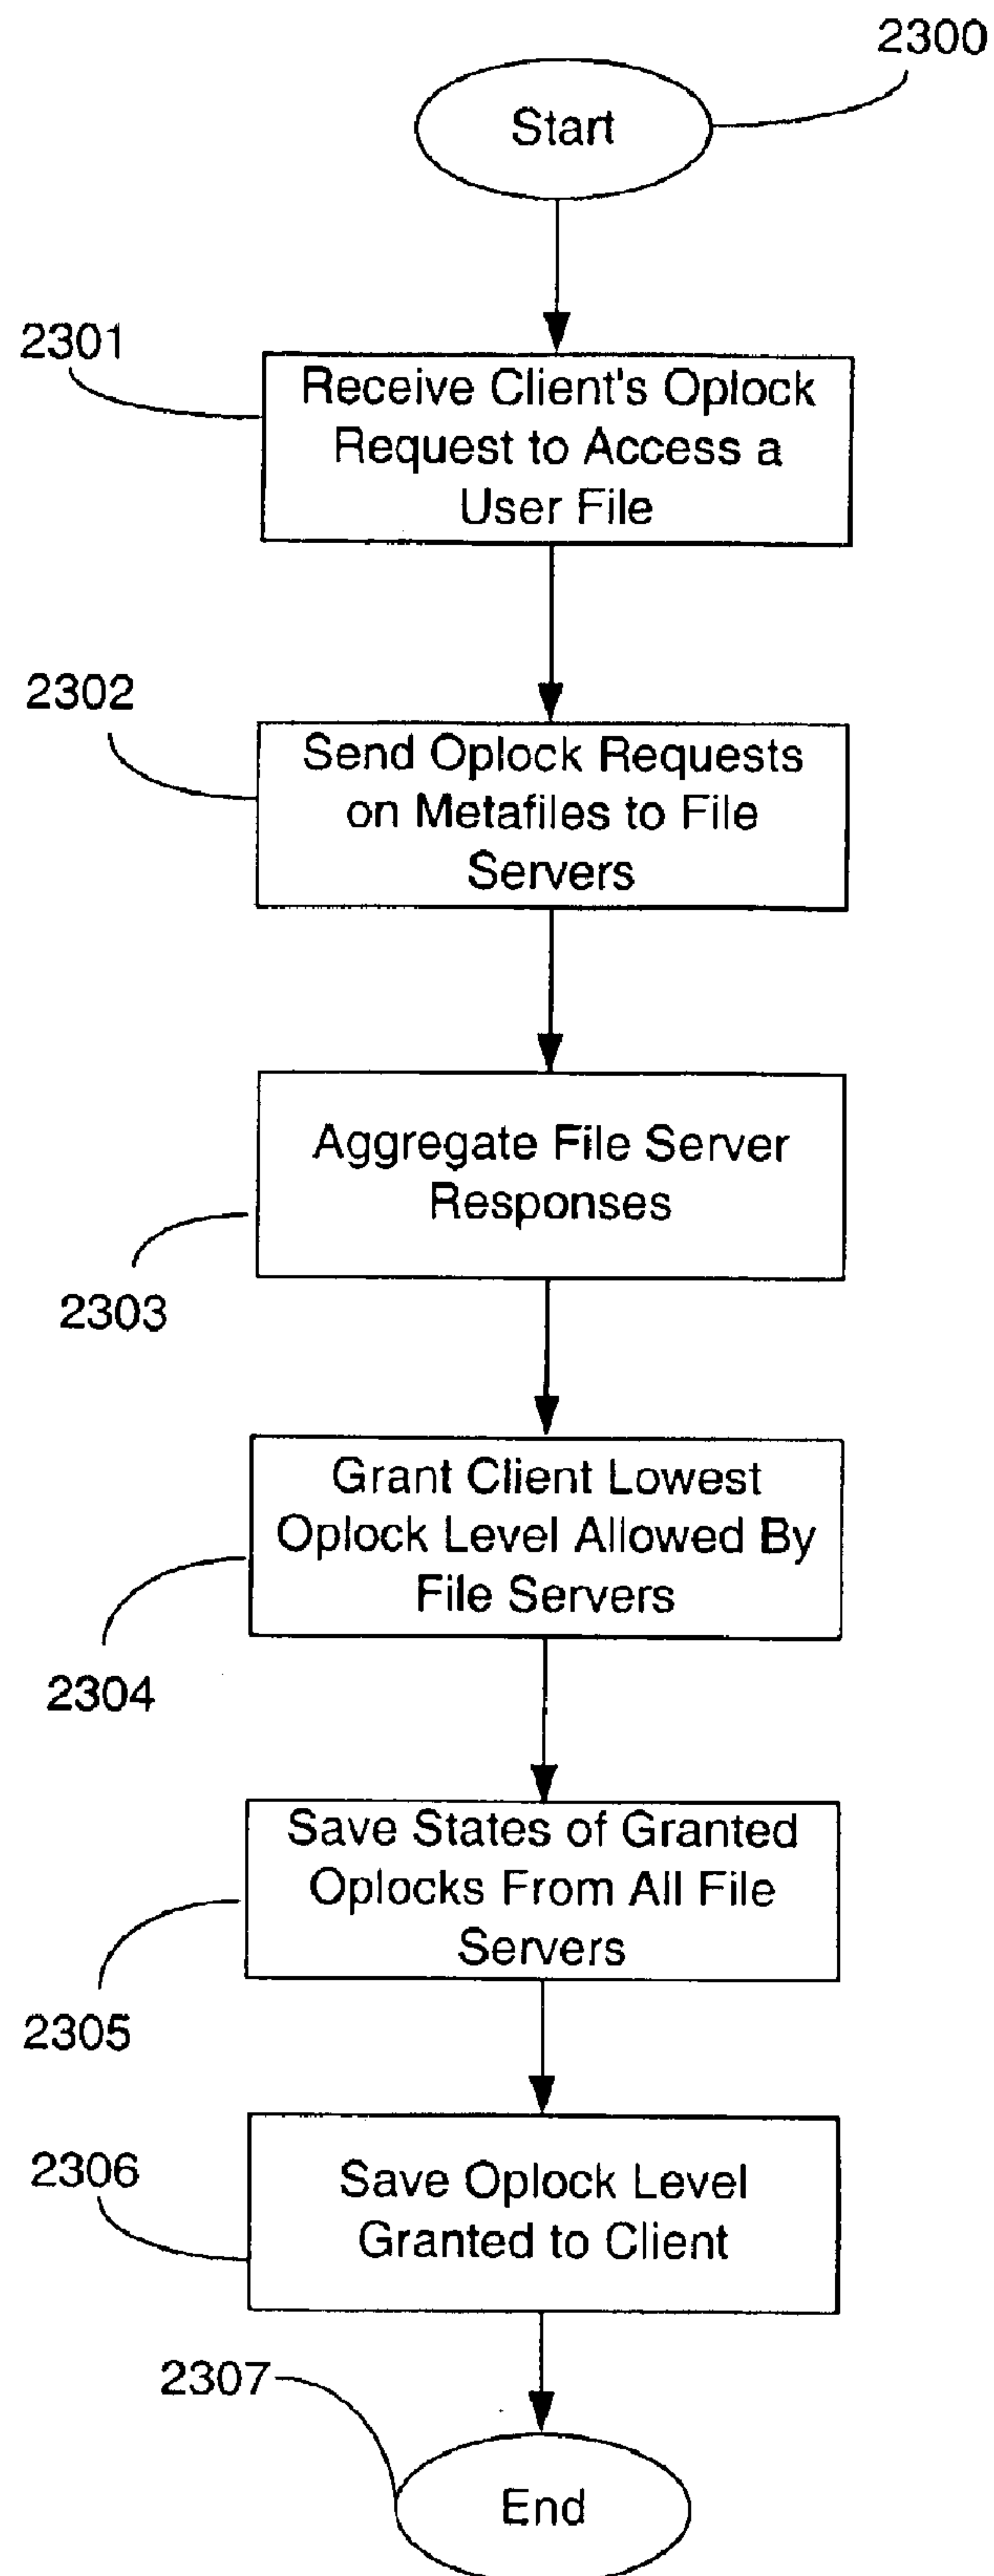 2300
Start
2301
Receive Client's Oplock
Request to Access a
User File
2302
Send Oplock Requests
on Metafiles to File
Servers
Aggregate File Server
Responses
2303
Grant Client Lowest
Oplock Level Allowed By
File Servers
2304
Save States of Granted
Oplocks From All File
Servers
2305
2306
Save Oplock Level
Granted to Client
2307
End